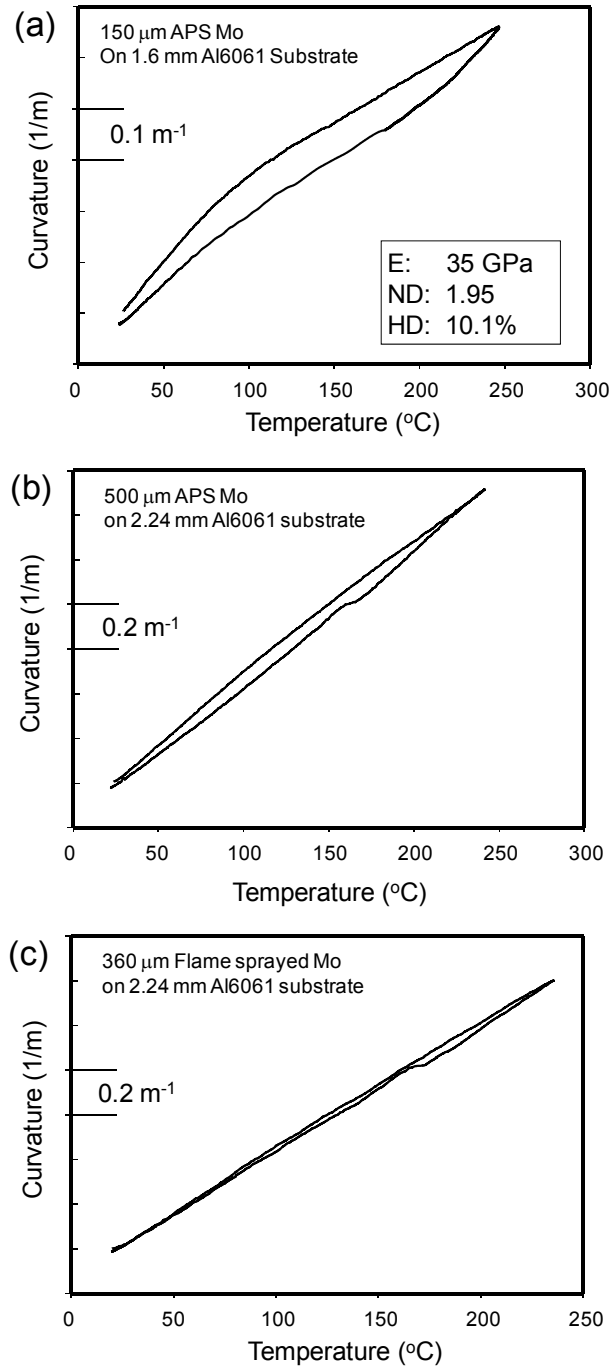 (a)
150 μm APS Mo
On 1.6 mm Al6061 Substrate
0.1 m⁻¹
Curvature (1/m)
E: 35 GPa
ND: 1.95
HD: 10.1%
0 50 100 150 200 250 300
Temperature (°C)
(b)
500 μm APS Mo
on 2.24 mm Al6061 substrate
0.2 m⁻¹
Curvature (1/m)
0 50 100 150 200 250 300
Temperature (°C)
(c)
360 μm Flame sprayed Mo
on 2.24 mm Al6061 substrate
0.2 m⁻¹
Curvature (1/m)
0 50 100 150 200 250
Temperature (°C)